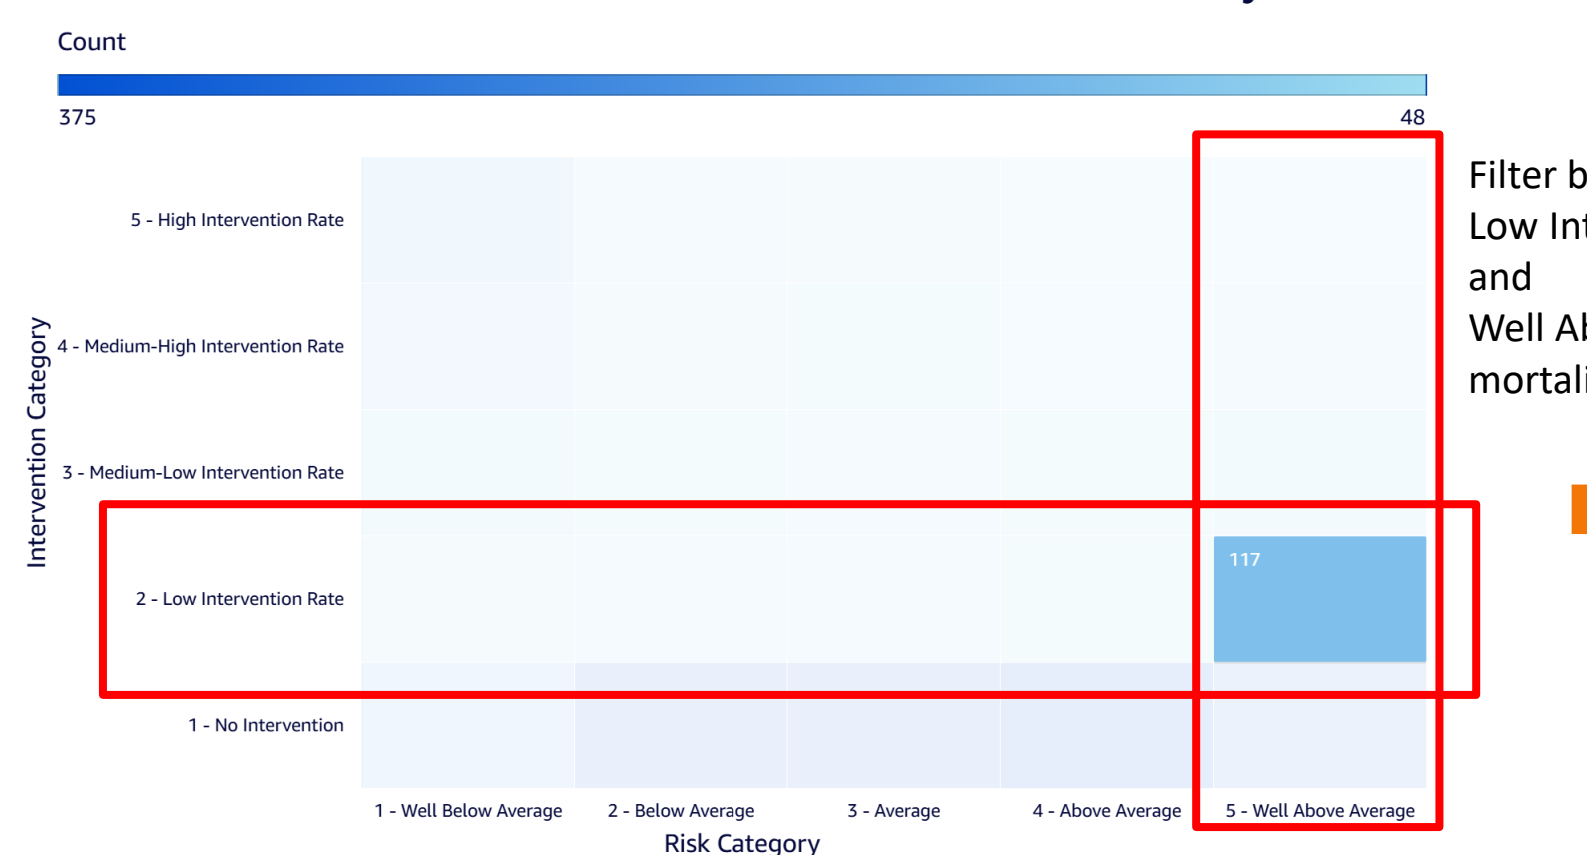 Count
375
48
Filter b
Low Int
and
Well Ab
mortali
Intervention Category
5 - High Intervention Rate
4 - Medium-High Intervention Rate
3 - Medium-Low Intervention Rate
2 - Low Intervention Rate
117
1 - No Intervention
1 - Well Below Average
2 - Below Average
3 - Average
4 - Above Average
5 - Well Above Average
Risk Category